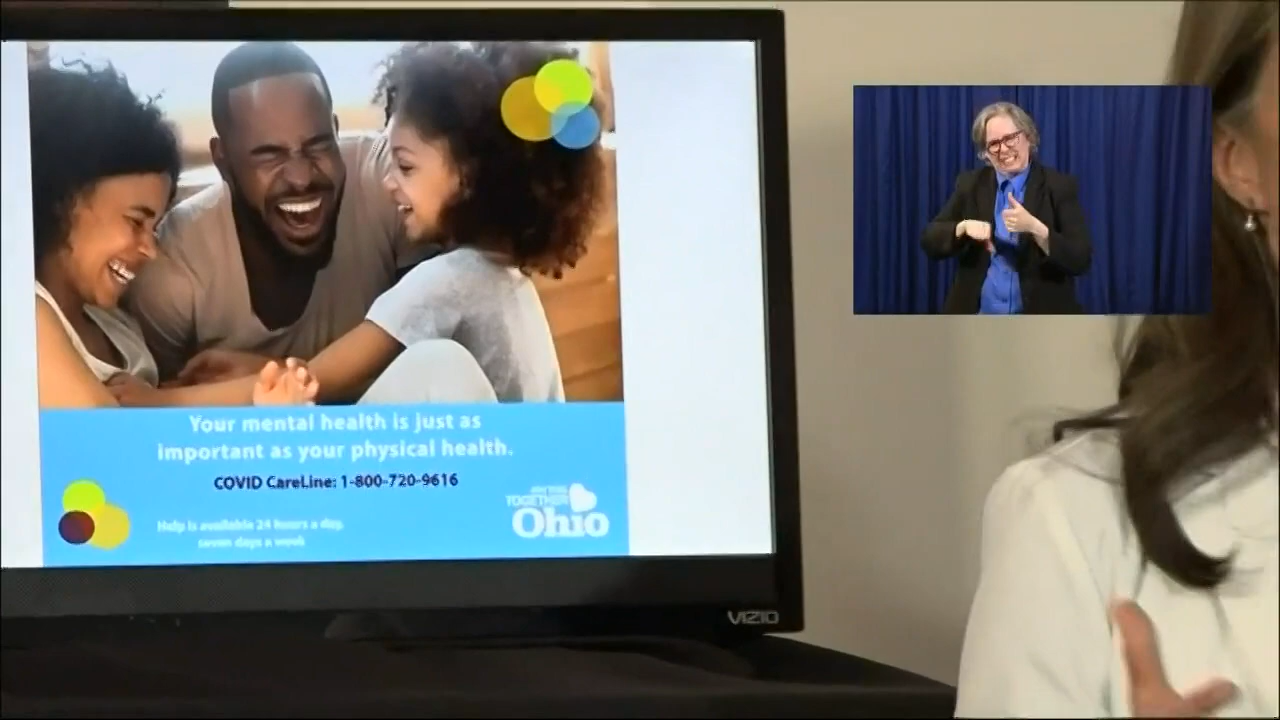 Your mental health is just as
important as your physical health.
COVID CareLine: 1-800-720-9616
Help is available 24 hours a day,
seven days a week
TOGETHER
Ohio
VIZIO